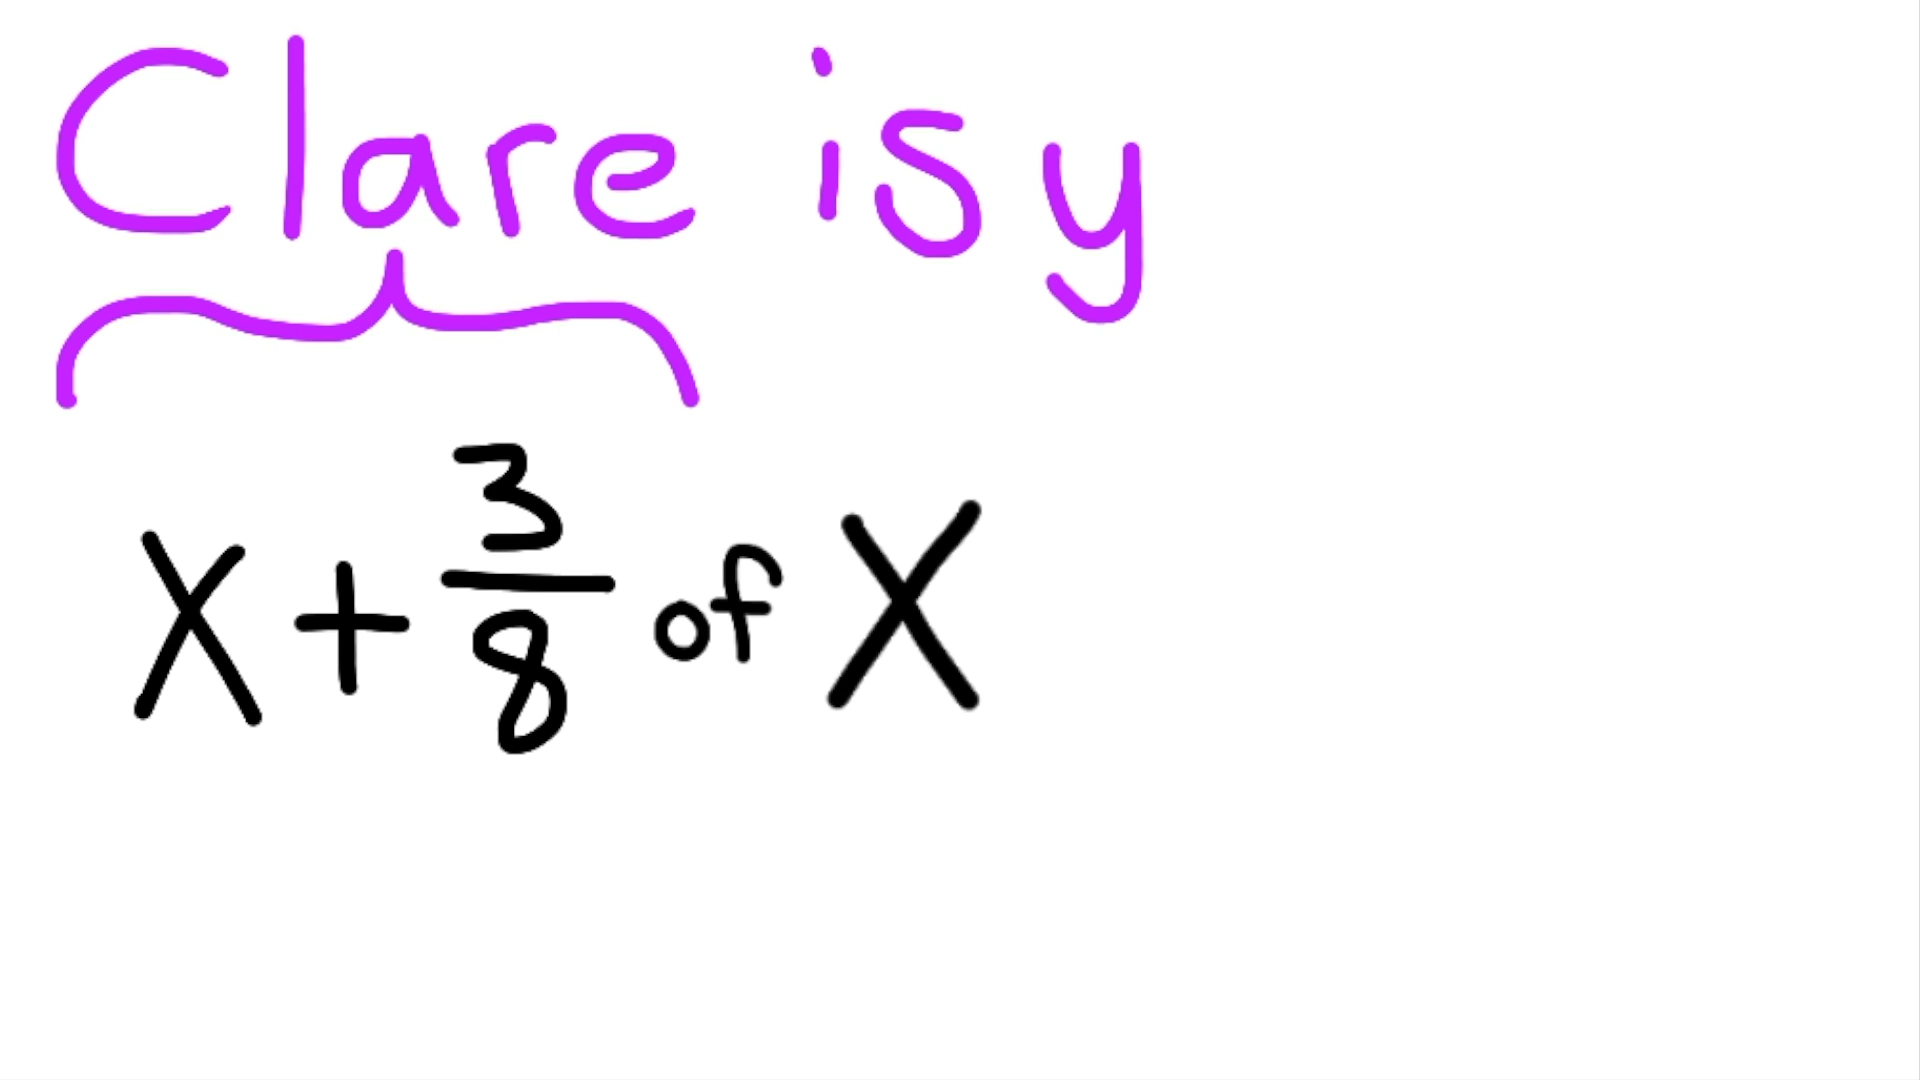 Clare is y
X + 3/8 of X